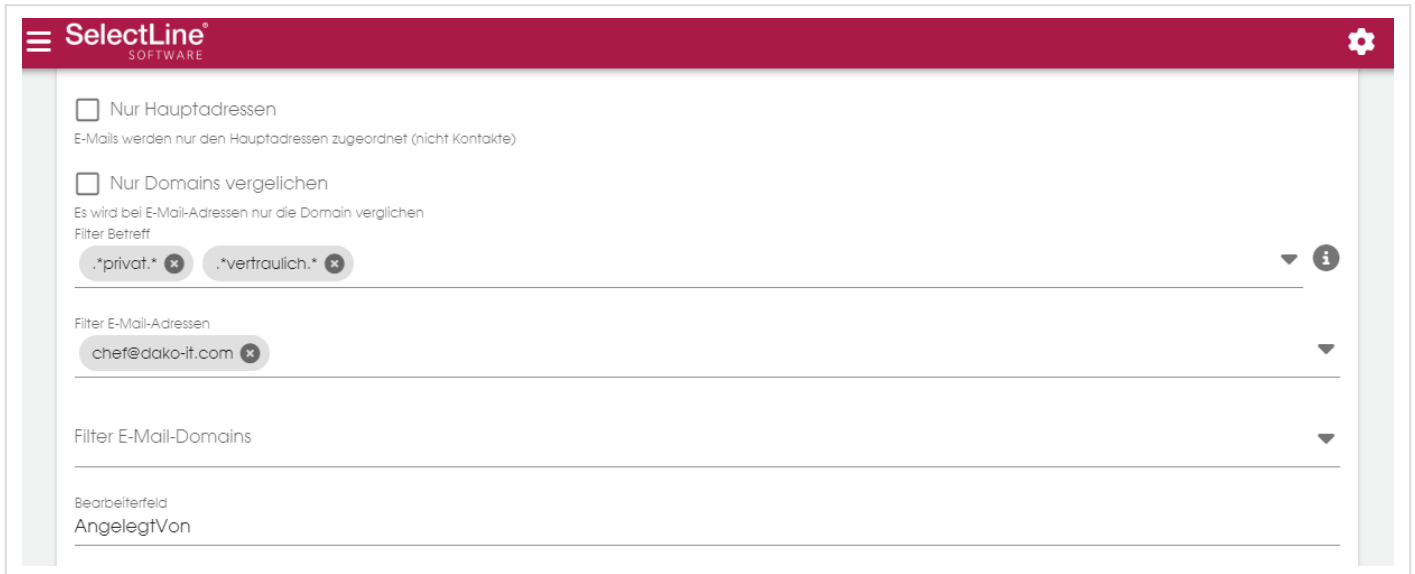 SelectLine®
SOFTWARE
Nur Hauptadressen
E-Mails werden nur den Hauptadressen zugeordnet (nicht Kontakte)
Nur Domains vergelichen
Es wird bei E-Mail-Adressen nur die Domain verglichen
Filter Betreff
.*privat.* .*vertraulich.*
Filter E-Mail-Adressen
chef@dako-it.com
Filter E-Mail-Domains
Bearbeiterfeld
AngelegtVon